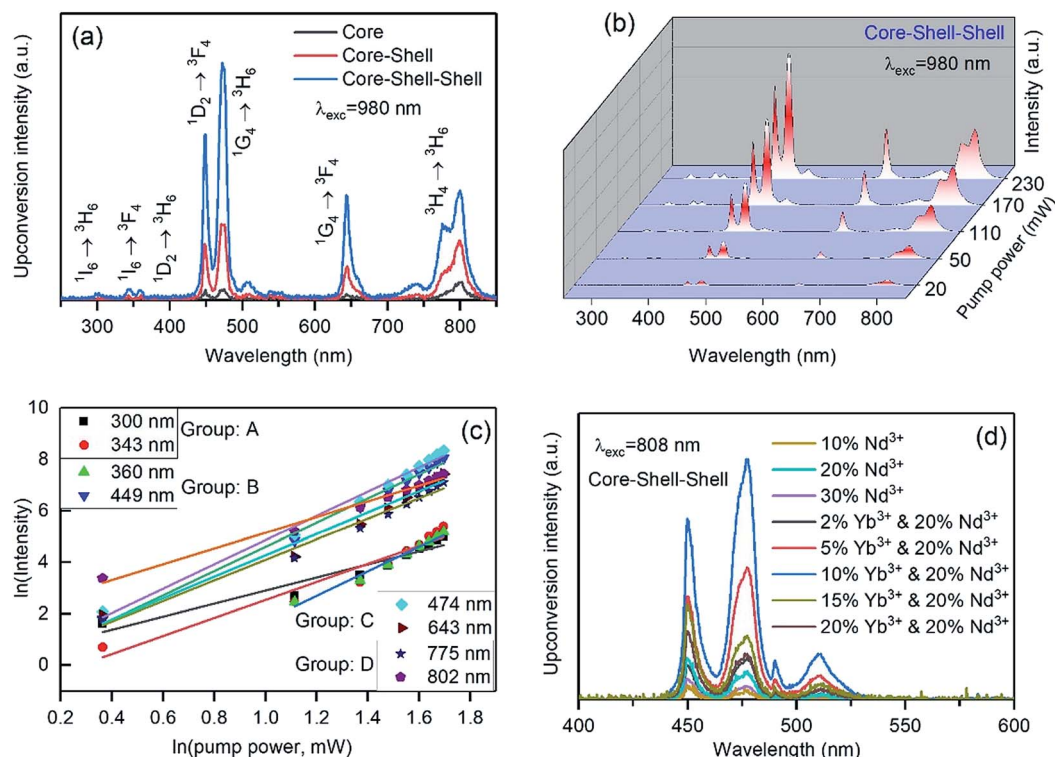 (a)
Core
Core-Shell
Core-Shell-Shell
λexc=980 nm
¹I₆ → ³H₆
¹I₆ → ³F₄
¹D₂ → ³H₆
¹D₂ → ³F₄
¹G₄ → ³H₆
¹G₄ → ³F₄
³H₄ → ³H₆
Upconversion intensity (a.u.)
300 400 500 600 700 800
Wavelength (nm)
(b)
Core-Shell-Shell
λexc=980 nm
Intensity (a.u.)
230
170
110
50
20
Pump power (mW)
300 400 500 600 700 800
Wavelength (nm)
(c)
300 nm
343 nm
Group: A
360 nm
449 nm
Group: B
Group: C
474 nm
643 nm
Group: D
775 nm
802 nm
ln(Intensity)
10
8
6
4
2
0
0.2 0.4 0.6 0.8 1.0 1.2 1.4 1.6 1.8
ln(pump power, mW)
(d)
λexc=808 nm
Core-Shell-Shell
10% Nd³⁺
20% Nd³⁺
30% Nd³⁺
2% Yb³⁺ & 20% Nd³⁺
5% Yb³⁺ & 20% Nd³⁺
10% Yb³⁺ & 20% Nd³⁺
15% Yb³⁺ & 20% Nd³⁺
20% Yb³⁺ & 20% Nd³⁺
Upconversion intensity (a.u.)
400 450 500 550 600
Wavelength (nm)